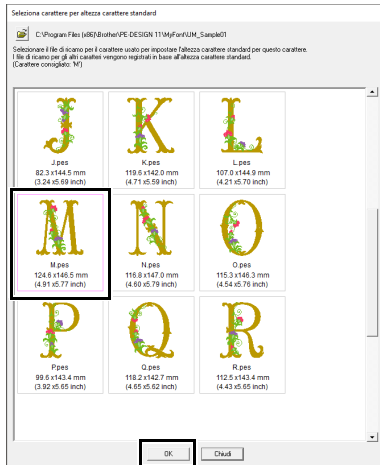 Seleziona carattere per altezza carattere standard
C:\Program Files (x86)\Brother\PE-DESIGN 11\MyFont\UM_Sample01
Selezionare il file di ricamo per il carattere usato per impostare l'altezza carattere standard per questo carattere.
I file di ricamo per gli altri caratteri vengono registrati in base all'altezza carattere standard.
(Carattere consigliato: 'M')
J K L
J.pes K.pes L.pes
82.3 x144.5 mm 119.6 x142.0 mm 107.0 x144.9 mm
(3.24 x5.69 inch) (4.71 x5.59 inch) (4.21 x5.70 inch)
M N O
M.pes N.pes O.pes
124.6 x146.5 mm 116.8 x147.0 mm 115.3 x146.3 mm
(4.91 x5.77 inch) (4.60 x5.79 inch) (4.54 x5.76 inch)
P Q R
P.pes Q.pes R.pes
99.6 x143.4 mm 118.2 x142.7 mm 112.5 x143.4 mm
(3.92 x5.65 inch) (4.65 x5.62 inch) (4.43 x5.65 inch)
OK Chiudi